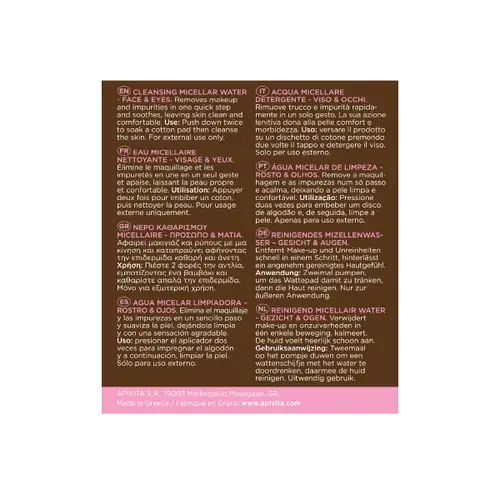 EN CLEANSING MICELLAR WATER
- FACE & EYES. Removes makeup
and impurities in one quick step
and soothes, leaving skin clean and
comfortable. Use: Push down twice
to soak a cotton pad then cleanse
the skin. For external use only.
FR EAU MICELLAIRE
NETTOYANTE - VISAGE & YEUX.
Élimine le maquillage et les
impuretés en une en un seul geste
et apaise, laissant la peau propre
et confortable. Utilisation: Appuyer
deux fois pour imbiber un coton,
puis nettoyer la peau. Pour usage
externe uniquement.
GR ΝΕΡΟ ΚΑΘΑΡΙΣΜΟΥ
MICELLAIRE - ΠΡΟΣΩΠΟ & ΜΑΤΙΑ.
Αφαιρεί μακιγιάζ και ρύπους με μια
κίνηση και καταπραΰνει αφήνοντας
την επιδερμίδα καθαρή και άνετη.
Χρήση: Πιέστε 2 φορές την αντλία,
εμποτίζοντας ένα βαμβάκι και
καθαρίστε απαλά την επιδερμίδα.
Μόνο για εξωτερική χρήση.
ES AGUA MICELAR LIMPIADORA –
ROSTRO & OJOS. Elimina el maquillaje
y las impurezas en un sencillo paso
y suaviza la piel, dejándola limpia
y con una sensación agradable.
Uso: presionar el aplicador dos
veces para impregnar el algodón
y a continuación, limpiar la piel.
Sólo para uso externo.
IT ACQUA MICELLARE
DETERGENTE - VISO & OCCHI.
Rimuove trucco e impurità rapida-
mente in un solo gesto. La sua azione
lenitiva dona alla pelle comfort e
morbidezza. Uso: versare il prodotto
su un dischetto di cotone premendo
due volte il tappo e detergere il viso.
Solo per uso esterno.
PT ÁGUA MICELAR DE LIMPEZA -
ROSTO & OLHOS. Remove a maquil-
hagem e as impurezas num só passo
e acalma, deixando a pele limpa e
confortável. Utilização: Pressione
duas vezes para embeber um disco
de algodão e, de seguida, limpe a
pele. Apenas para uso externo.
DE REINIGENDES MIZELLENWAS-
SER – GESICHT & AUGEN.
Entfernt Make-up und Unreinheiten
schnell in einem Schritt, hinterlässt
ein angenehm gereinigtes Hautgefühl.
Anwendung: Zweimal pumpen,
um das Wattepad damit zu tränken,
dann die Haut reinigen. Nur zur
äußeren Anwendung.
NL REINIGEND MICELLAIR WATER
- GEZICHT & OGEN. Verwijdert
make-up en onzuiverheden in
één enkele beweging, kalmeert.
De huid voelt heerlijk schoon aan.
Gebruiksaanwijzing: Tweemaal
op het pompje duwen om een
wattenschijfje met het water te
doordrenken, daarmee de huid
reinigen. Uitwendig gebruik.
APIVITA S.A. 19003 Markopoulo Mesogaias, GR
Made in Greece / Fabriqué en Grèce, www.apivita.com